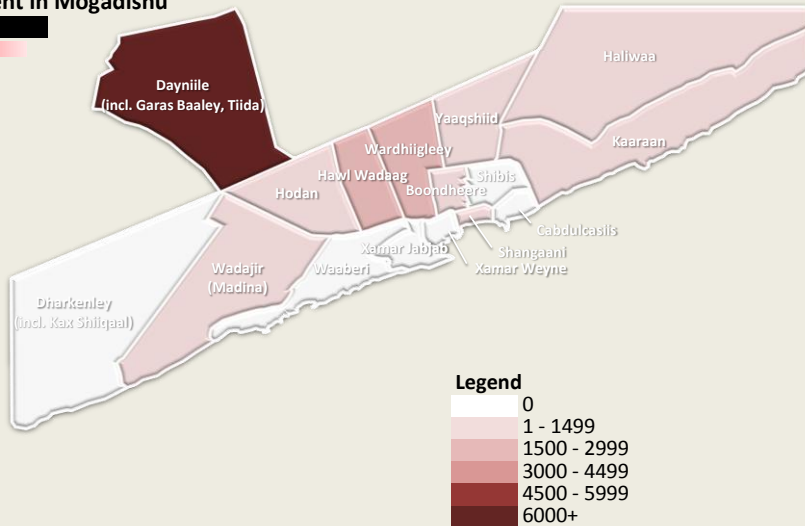 ent in Mogadishu
Dayniile
(incl. Garas Baaley, Tiida)
Haliwaa
Yaaqshiid
Kaaraan
Wardhiigleey
Hawl Wadaag
Shibis
Hodan
Boondheere
Cabdulcasiis
Shangaani
Xamar Jabjab
Xamar Weyne
Wadajir
(Madina)
Waaberi
Dharkenley
(incl. Kax Shiiqaal)
Legend
0
1 - 1499
1500 - 2999
3000 - 4499
4500 - 5999
6000+